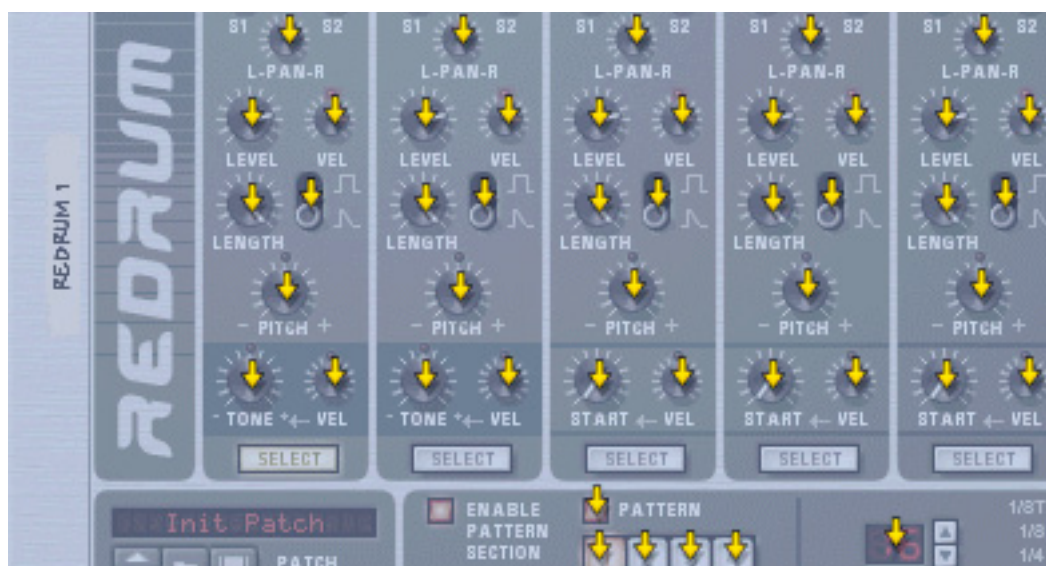 S1 S2 S1 S2 S1 S2 S1 S2 S1 S2
L-PAN-R L-PAN-R L-PAN-R L-PAN-R L-PAN-R
LEVEL VEL LEVEL VEL LEVEL VEL LEVEL VEL LEVEL VEL
LENGTH LENGTH LENGTH LENGTH LENGTH
- PITCH + - PITCH + - PITCH + - PITCH + - PITCH +
- TONE + ← VEL - TONE + ← VEL START ← VEL START ← VEL START ← VEL
SELECT SELECT SELECT SELECT SELECT
REDRUM 1
REDRUM
Init Patch
PATCH
ENABLE
PATTERN
SECTION
PATTERN
1/8T
1/8
1/4